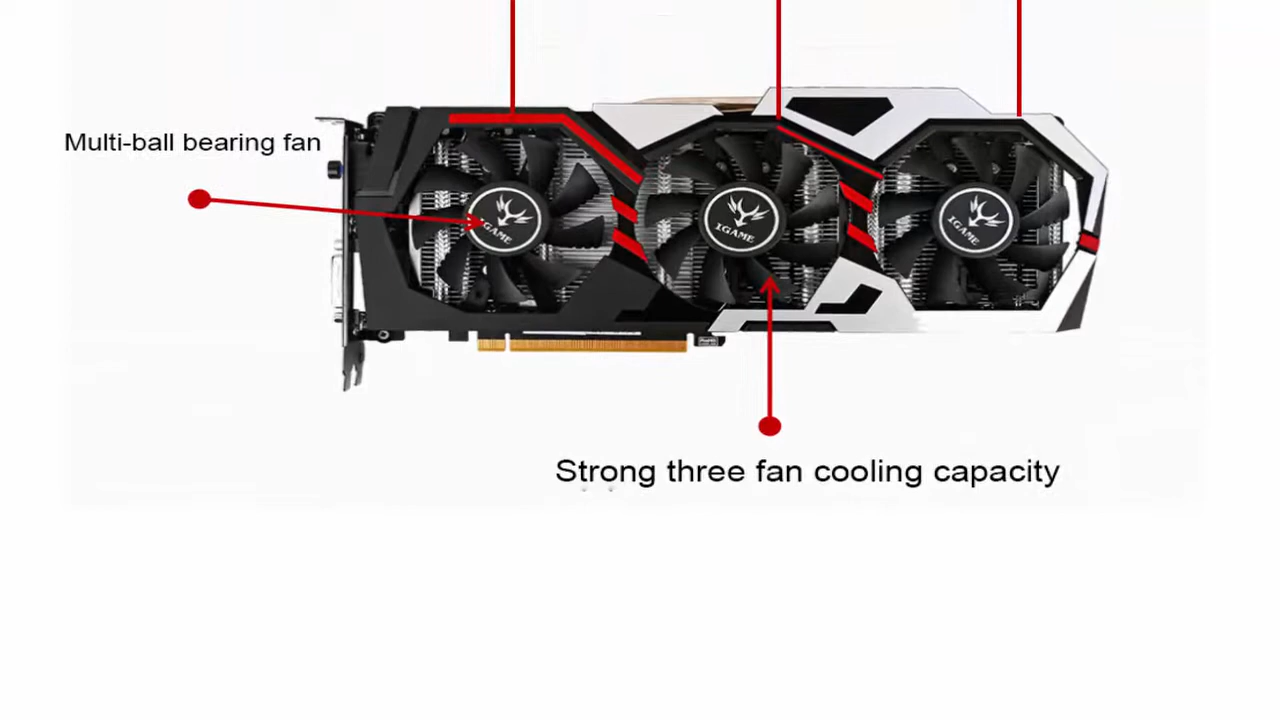 Multi-ball bearing fan
IGAME
IGAME
IGAME
Strong three fan cooling capacity